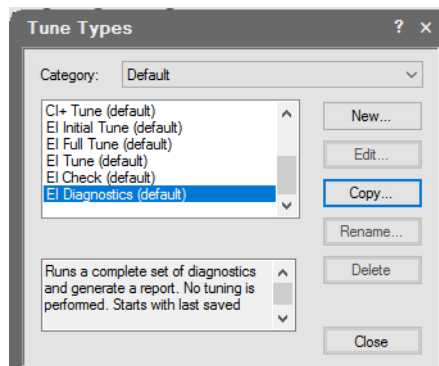 Tune Types
? ×
Category: Default
CI+ Tune (default)
EI Initial Tune (default)
EI Full Tune (default)
EI Tune (default)
EI Check (default)
EI Diagnostics (default)
New...
Edit...
Copy...
Rename...
Delete
Runs a complete set of diagnostics
and generate a report. No tuning is
performed. Starts with last saved
Close